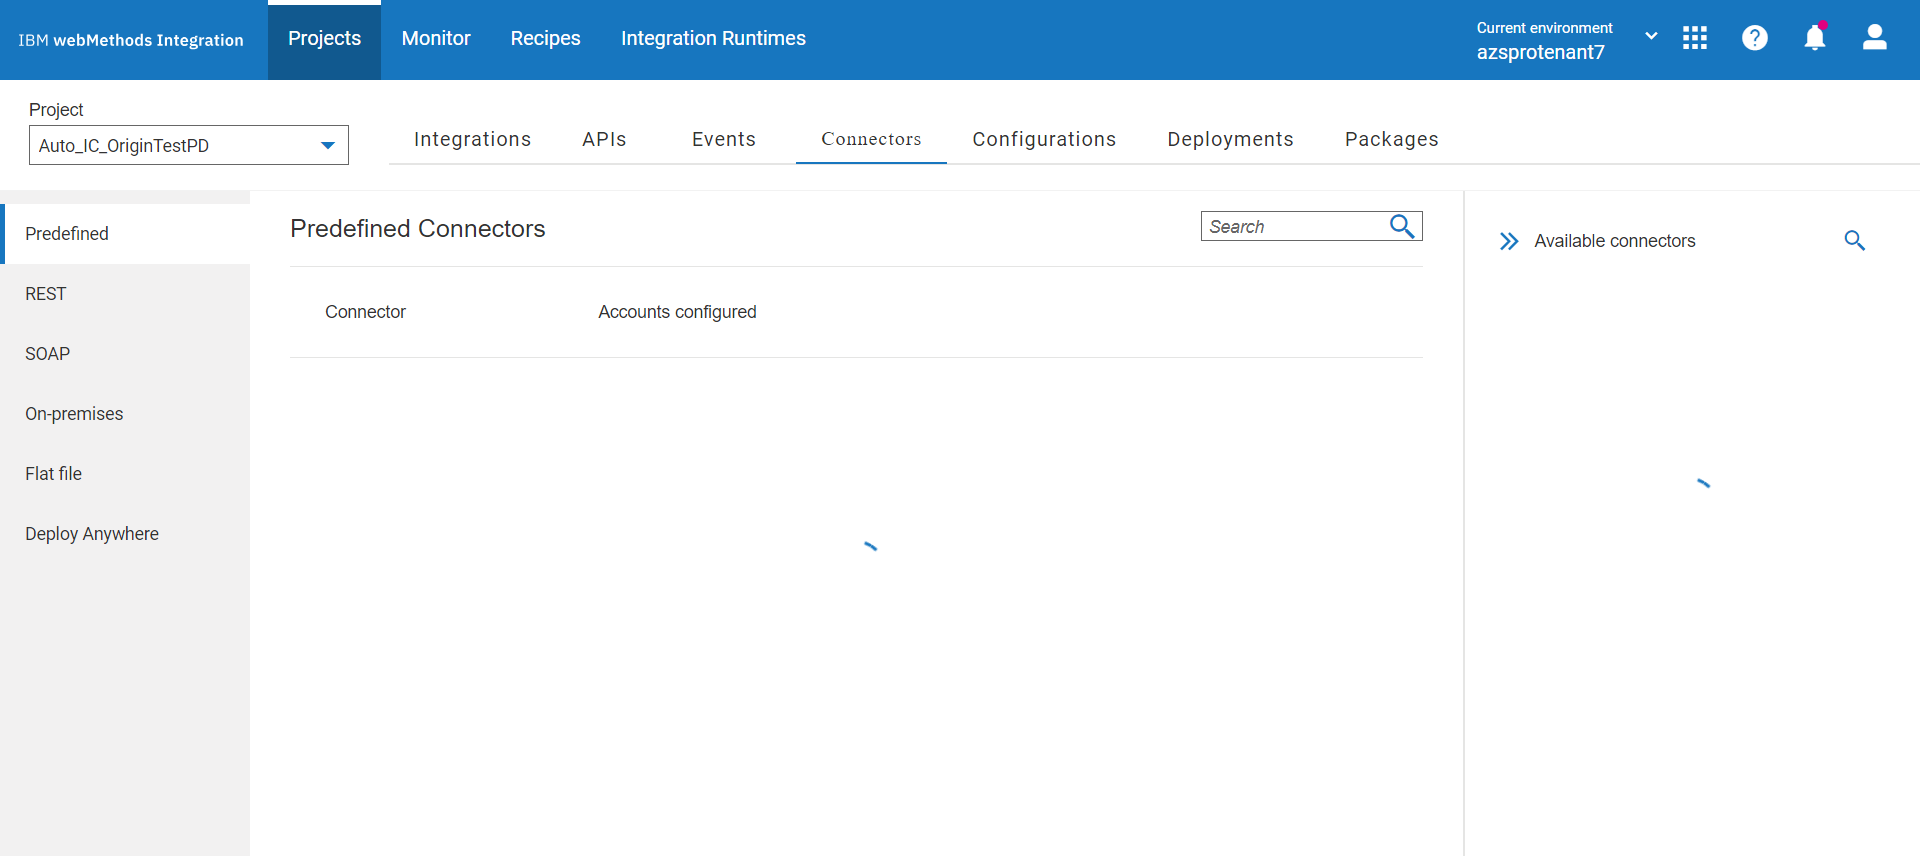 IBM webMethods Integration
Projects
Monitor
Recipes
Integration Runtimes
Current environment
azsprotenant7
Project
Auto_IC_OriginTestPD
Integrations
APIs
Events
Connectors
Configurations
Deployments
Packages
Predefined
REST
SOAP
On-premises
Flat file
Deploy Anywhere
Predefined Connectors
Search
Connector
Accounts configured
Available connectors